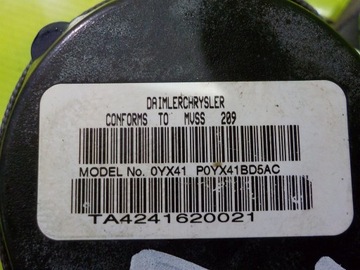 DAIMLERCHRYSLER
CONFORMS TO MVSS 209
MODEL No. 0YX41 P0YX41BD5AC
TA4241620021